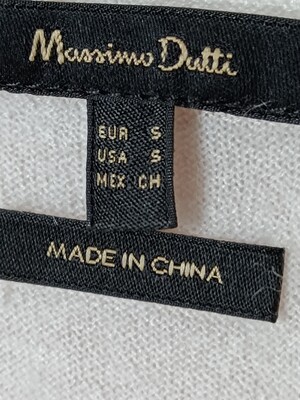 Massimo Dutti
EUR S
USA S
MEX CH
MADE IN CHINA